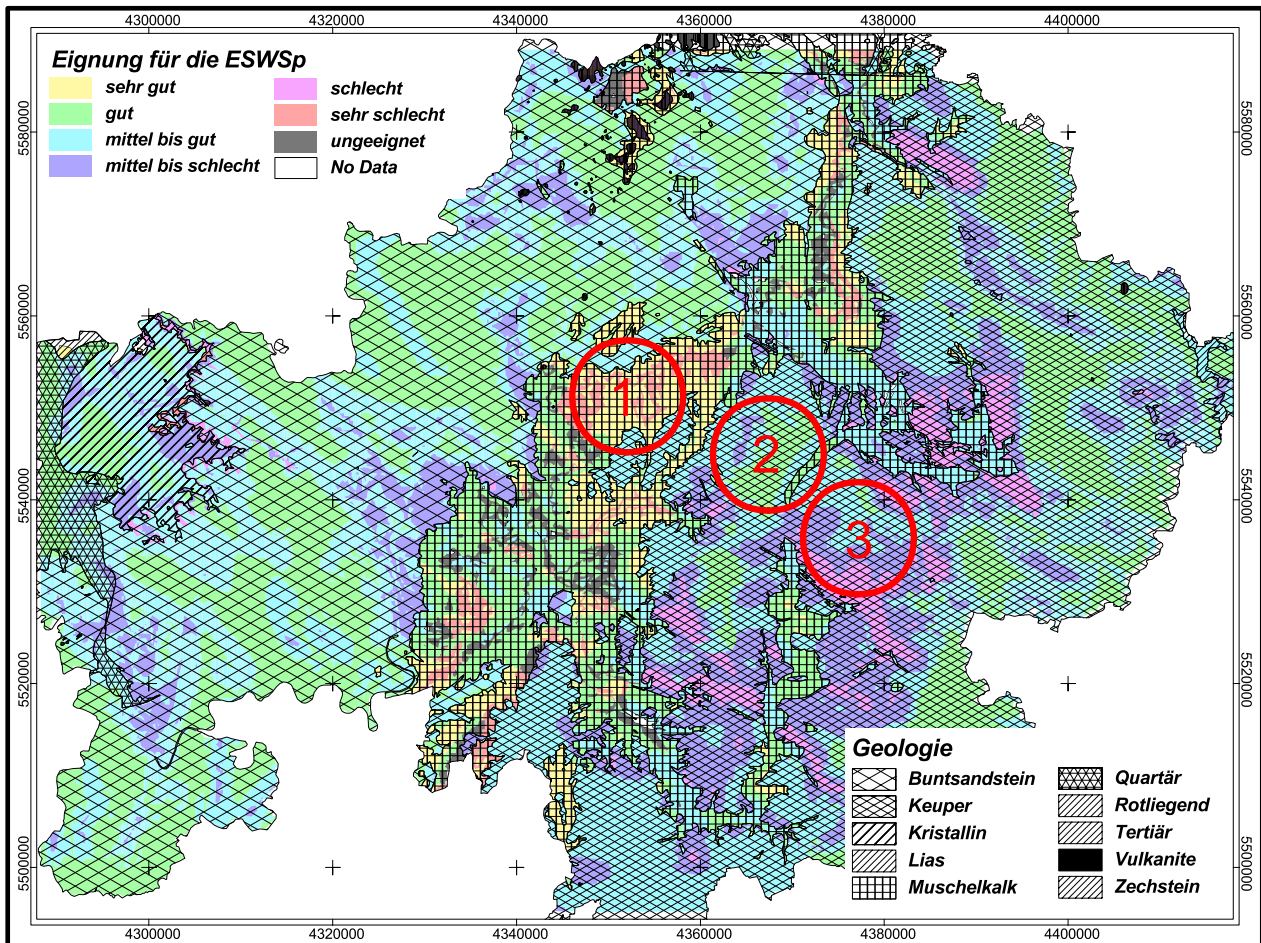 4300000 4320000 4340000 4360000 4380000 4400000
Eignung für die ESWSp
sehr gut
gut
mittel bis gut
mittel bis schlecht
schlecht
sehr schlecht
ungeeignet
No Data
5580000 5580000
5560000 5560000
1
2
5540000 5540000
3
5520000 5520000
Geologie
Buntsandstein
Keuper
Kristallin
Lias
Muschelkalk
Quartär
Rotliegend
Tertiär
Vulkanite
Zechstein
5500000 5500000
4300000 4320000 4340000 4360000 4380000 4400000